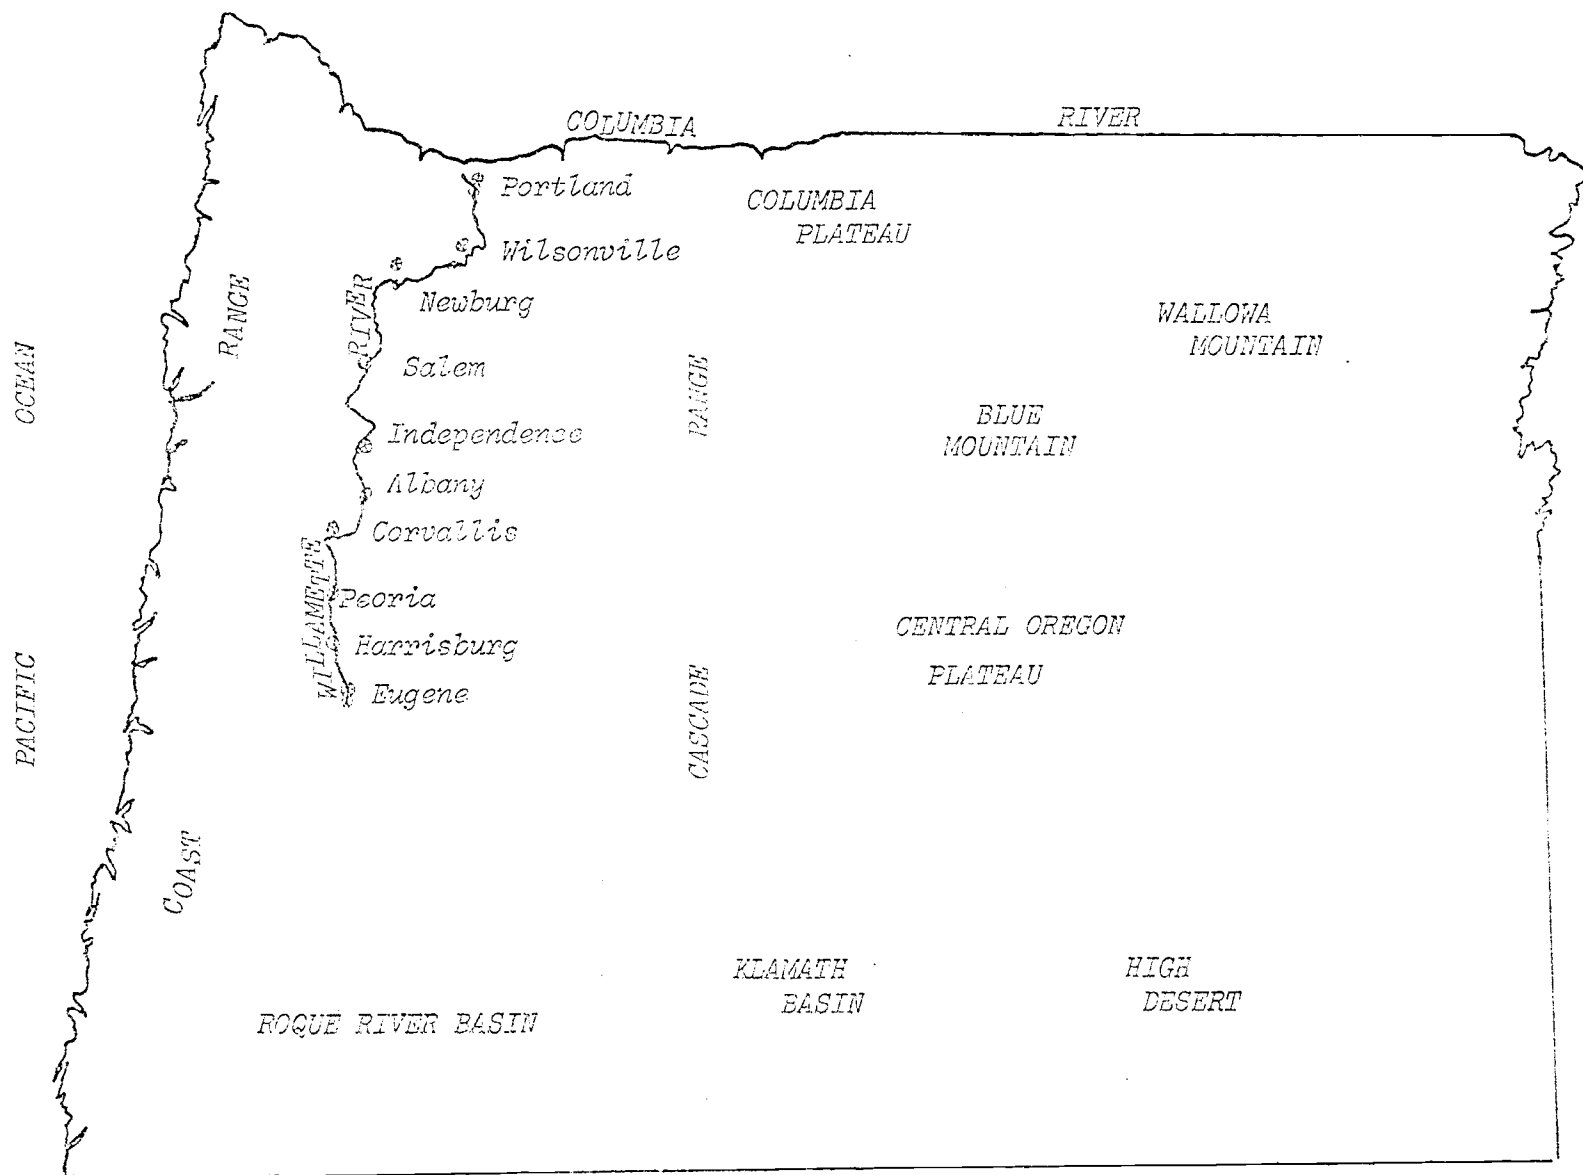 COLUMBIA RIVER
Portland
COLUMBIA
PLATEAU
Wilsonville
Newburg
RANGE
RIVER
WALLOWA
MOUNTAIN
OCEAN
Salem
RANGE
BLUE
MOUNTAIN
Independence
Albany
Corvallis
WILLAMETTE
Peoria
Harrisburg
CENTRAL OREGON
PLATEAU
Eugene
PACIFIC
CASCADE
COAST
KLAMATH
BASIN
HIGH
DESERT
ROQUE RIVER BASIN